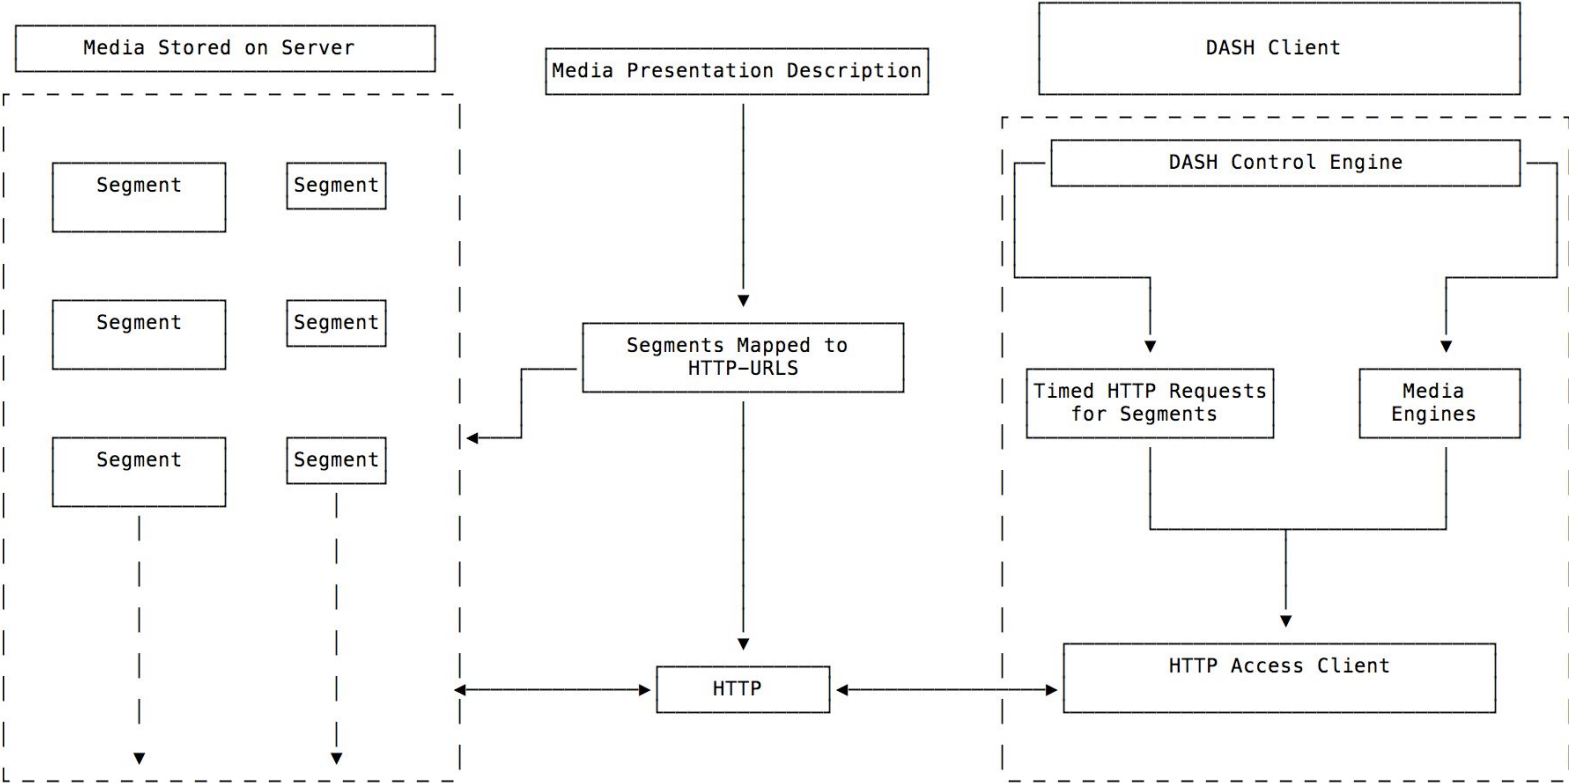 Media Stored on Server
Segment
Segment
Segment
Segment
Segment
Segment
Media Presentation Description
Segments Mapped to
HTTP-URLS
HTTP
DASH Client
DASH Control Engine
Timed HTTP Requests
for Segments
Media
Engines
HTTP Access Client